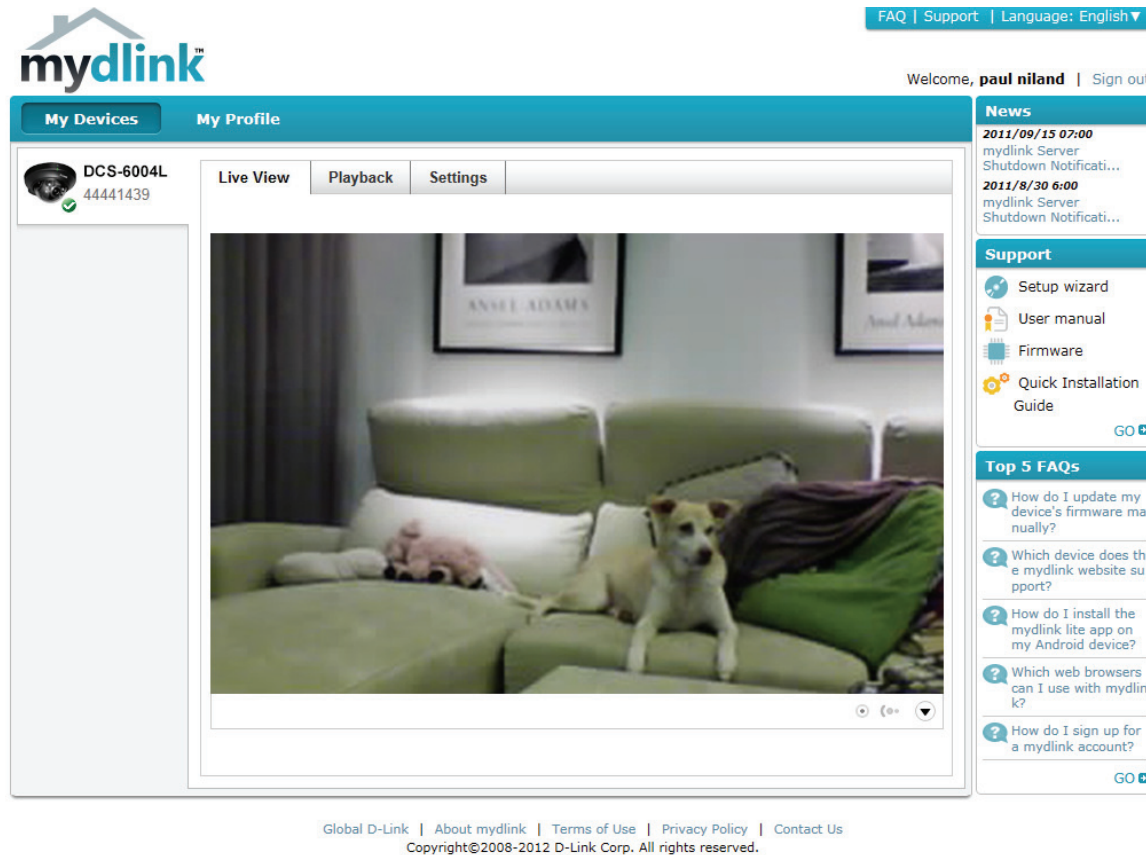 FAQ | Support | Language: English▼
mydlink™
Welcome, paul niland | Sign out
My Devices
My Profile
DCS-6004L
44441439
Live View
Playback
Settings
ANSEL ADAMS
Ansel Adams
News
2011/09/15 07:00
mydlink Server
Shutdown Notificati...
2011/8/30 6:00
mydlink Server
Shutdown Notificati...
Support
Setup wizard
User manual
Firmware
Quick Installation
Guide
GO
Top 5 FAQs
How do I update my
device's firmware ma
nually?
Which device does th
e mydlink website su
pport?
How do I install the
mydlink lite app on
my Android device?
Which web browsers
can I use with mydlin
k?
How do I sign up for
a mydlink account?
GO
Global D-Link | About mydlink | Terms of Use | Privacy Policy | Contact Us
Copyright©2008-2012 D-Link Corp. All rights reserved.